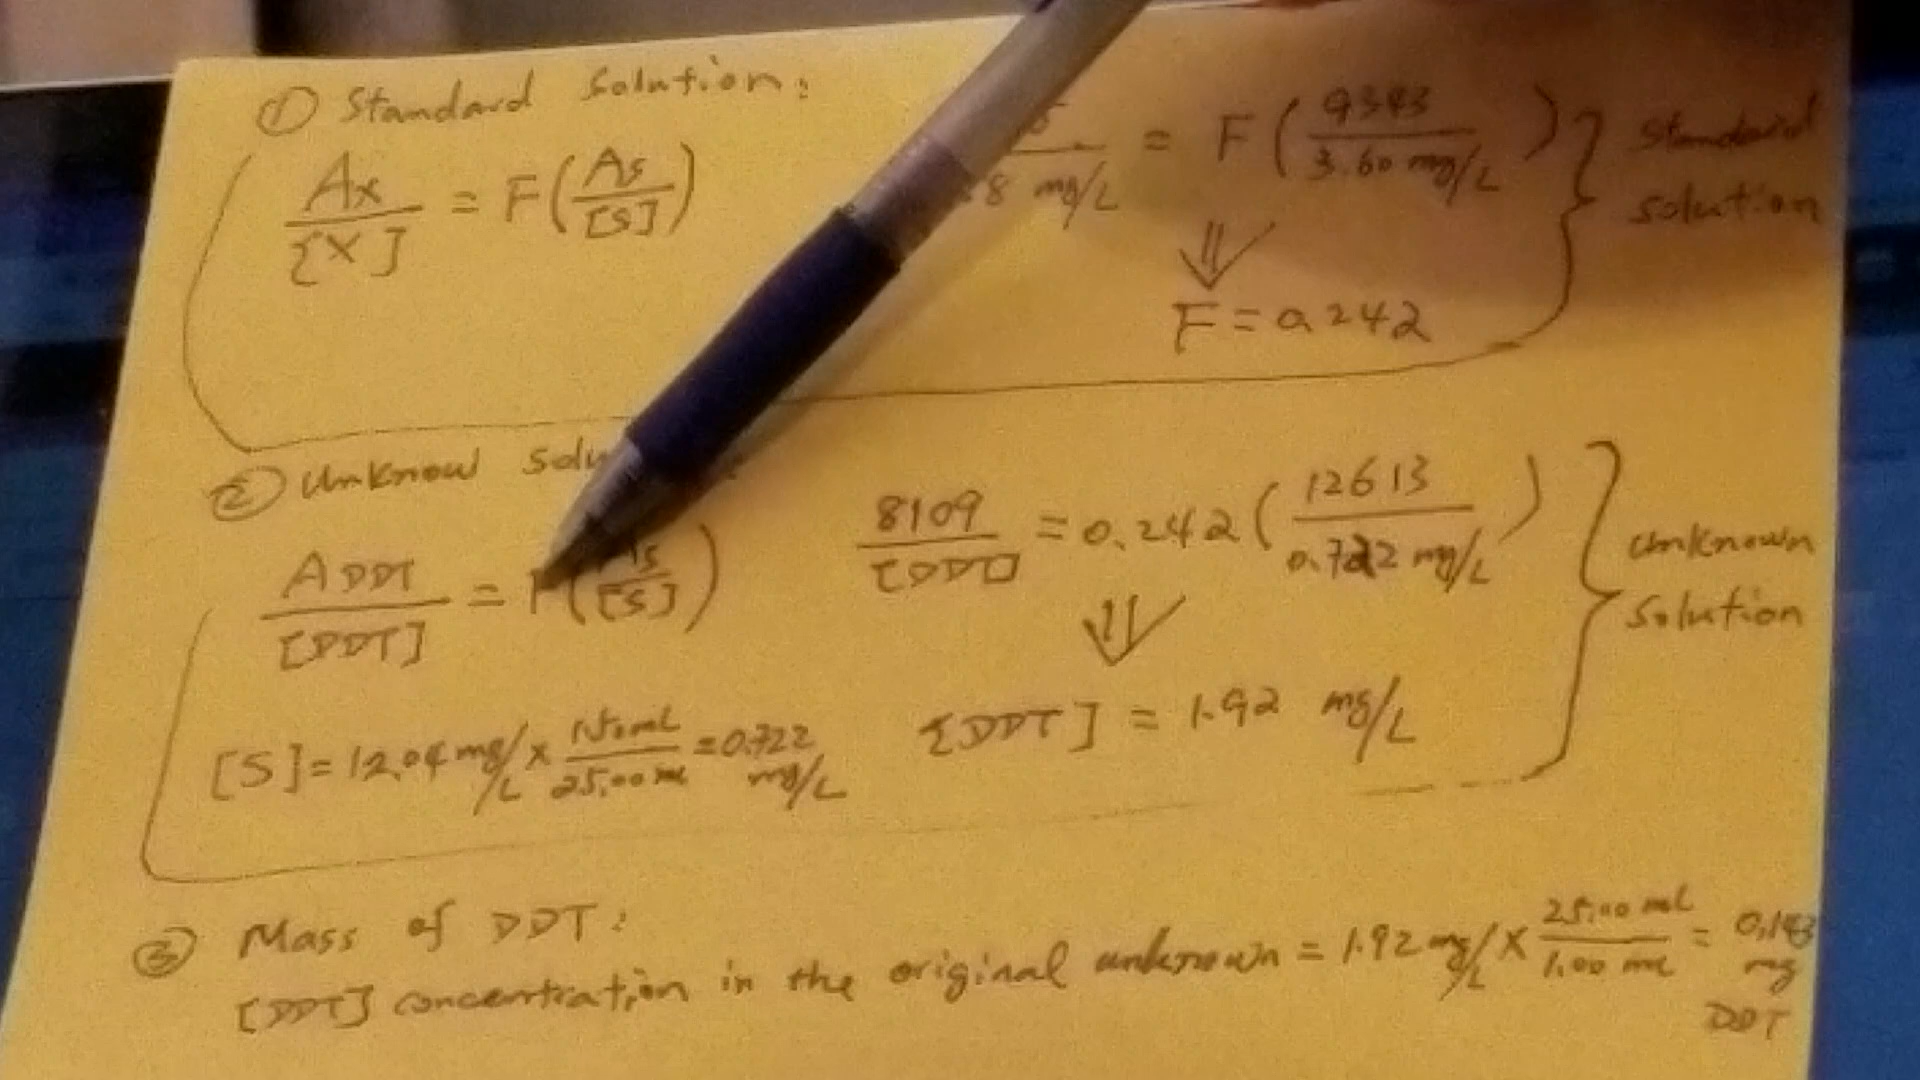 ① Standard Solution:
Ax/[X] = F(As/[S])
8 mg/L = F(9343/3.60 mg/L) } Standard solution
⇓
F = 0.242
② Unknow
A DDT/[DDT] = F(As/[S])
8109/[DDT] = 0.242(12613/0.722 mg/L) } unknown solution
⇓
[S] = 12.04 mg/L × 1.50 mL/25.00 mL = 0.722 mg/L
[DDT] = 1.92 mg/L
③ Mass of DDT:
[DDT] concentration in the original unknown = 1.92 mg/L × 25.00 mL/1.00 mL = mg DDT